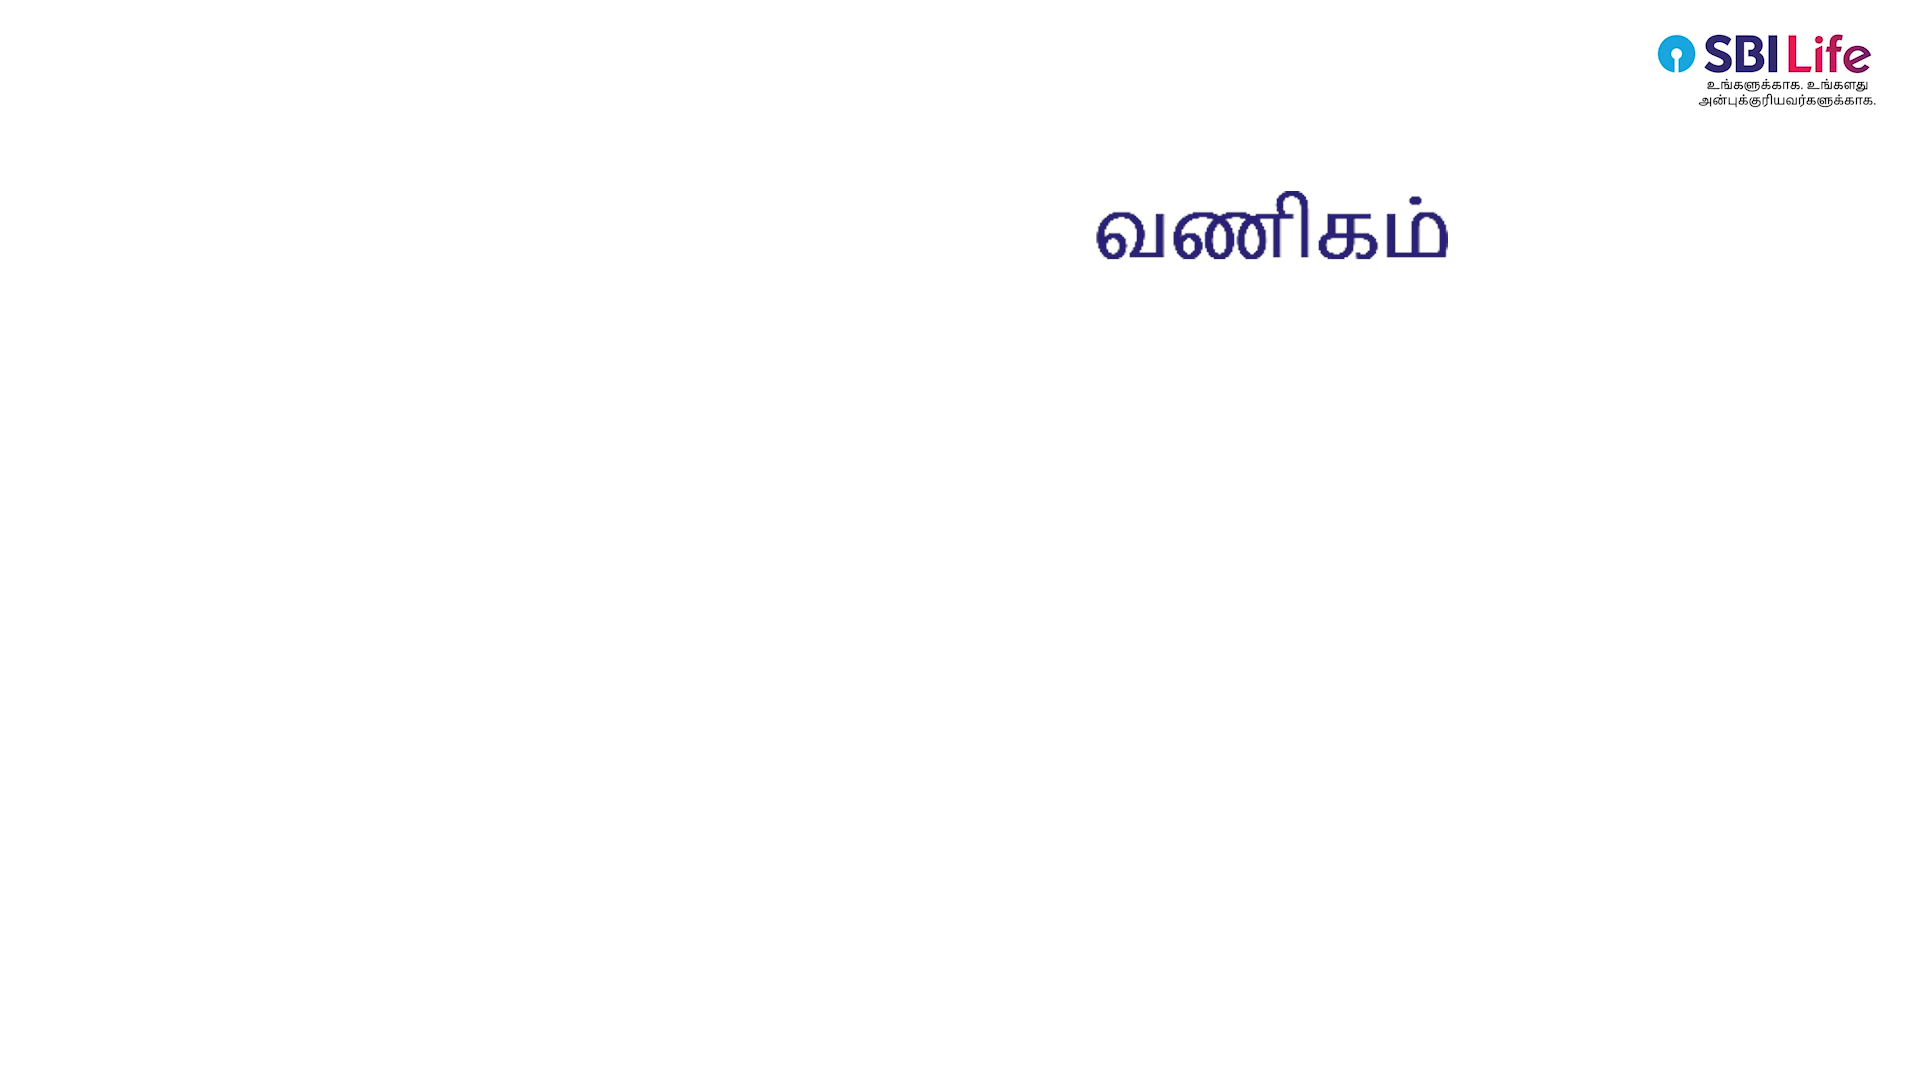 SBI Life
உங்களுக்காக. உங்களது
அன்புக்குரியவர்களுக்காக.
வணிகம்